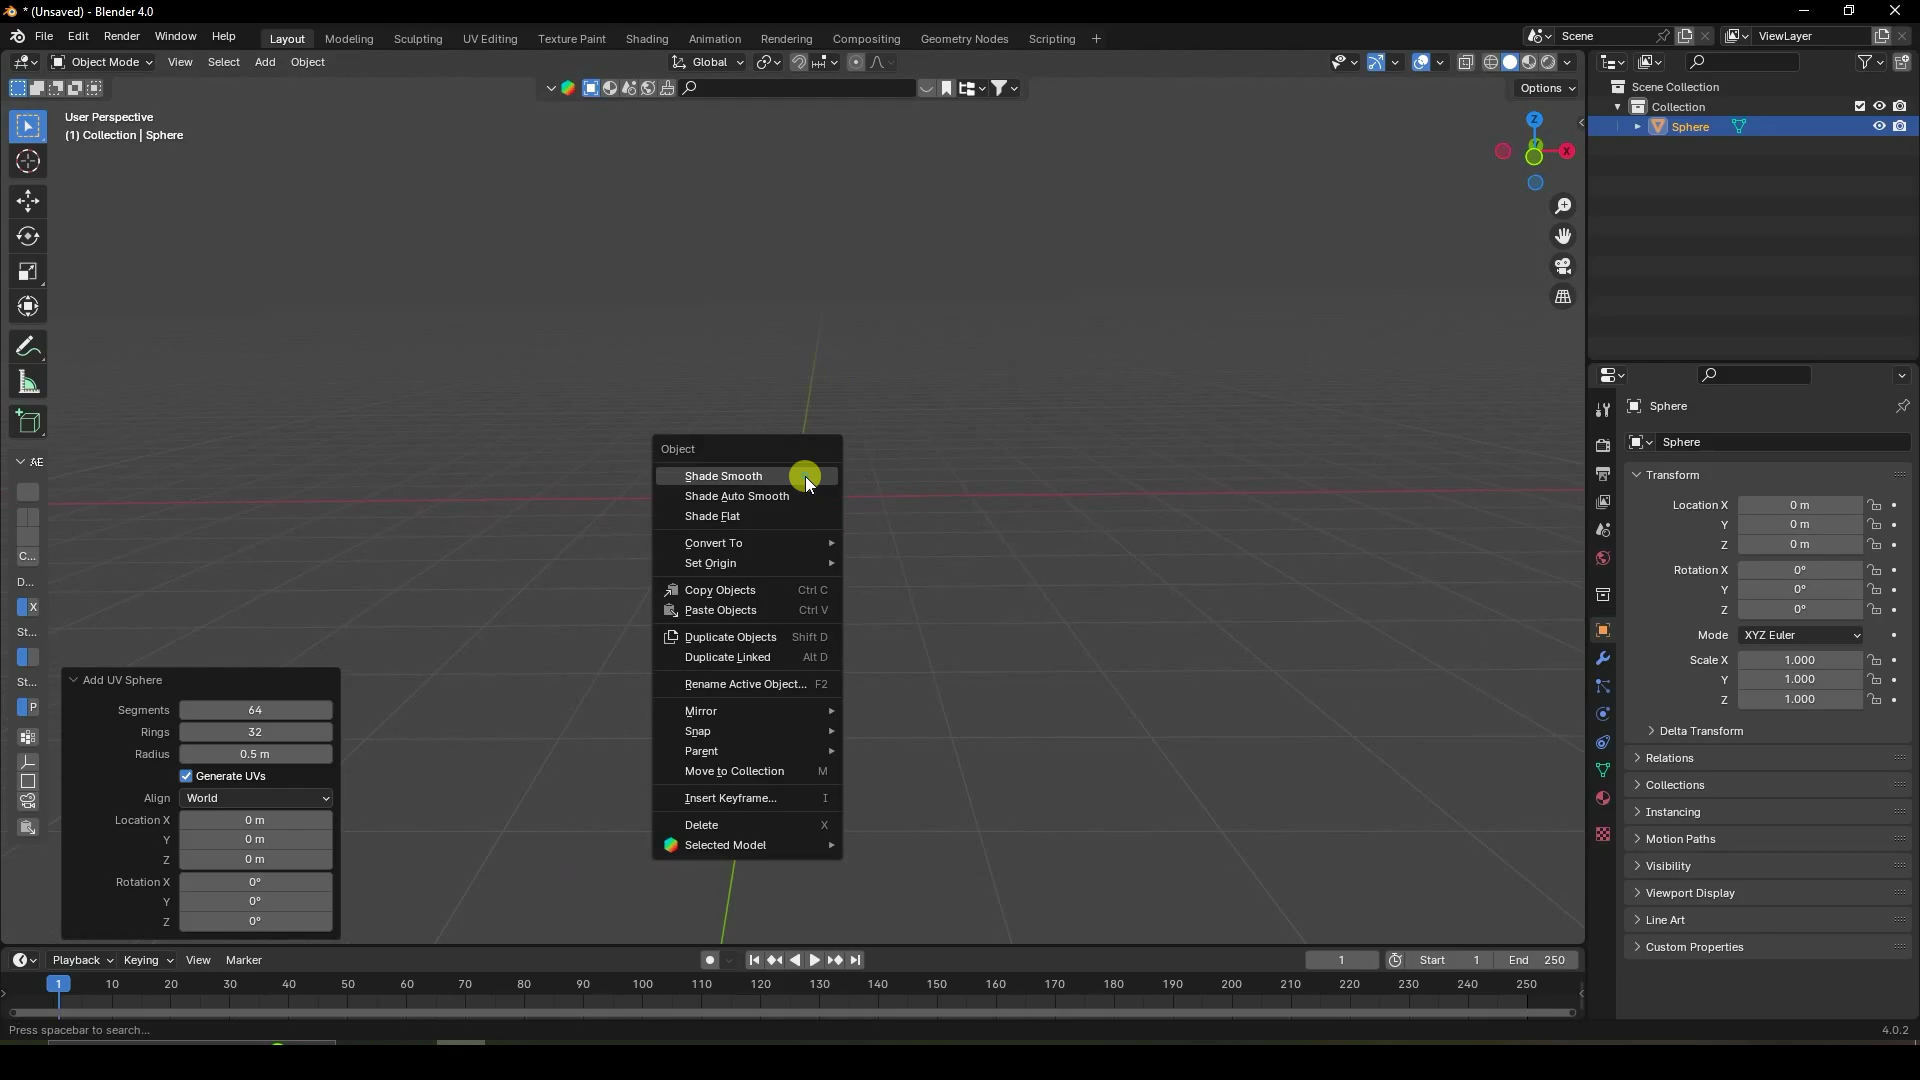 * (Unsaved) - Blender 4.0
File Edit Render Window Help
Layout Modeling Sculpting UV Editing Texture Paint Shading Animation Rendering Compositing Geometry Nodes Scripting +
Scene
ViewLayer
Object Mode View Select Add Object
Global
Options
User Perspective
(1) Collection | Sphere
Z
X
Scene Collection
Collection
Sphere
AE
C...
D...
X
St...
St...
P
Object
Shade Smooth
Shade Auto Smooth
Shade Flat
Convert To
Set Origin
Copy Objects Ctrl C
Paste Objects Ctrl V
Duplicate Objects Shift D
Duplicate Linked Alt D
Rename Active Object... F2
Mirror
Snap
Parent
Move to Collection M
Insert Keyframe... I
Delete X
Selected Model
Add UV Sphere
Segments 64
Rings 32
Radius 0.5 m
Generate UVs
Align World
Location X 0 m
Y 0 m
Z 0 m
Rotation X 0°
Y 0°
Z 0°
Sphere
Sphere
Transform
Location X 0 m
Y 0 m
Z 0 m
Rotation X 0°
Y 0°
Z 0°
Mode XYZ Euler
Scale X 1.000
Y 1.000
Z 1.000
Delta Transform
Relations
Collections
Instancing
Motion Paths
Visibility
Viewport Display
Line Art
Custom Properties
Playback Keying View Marker
1 Start 1 End 250
1 10 20 30 40 50 60 70 80 90 100 110 120 130 140 150 160 170 180 190 200 210 220 230 240 250
Press spacebar to search...
4.0.2